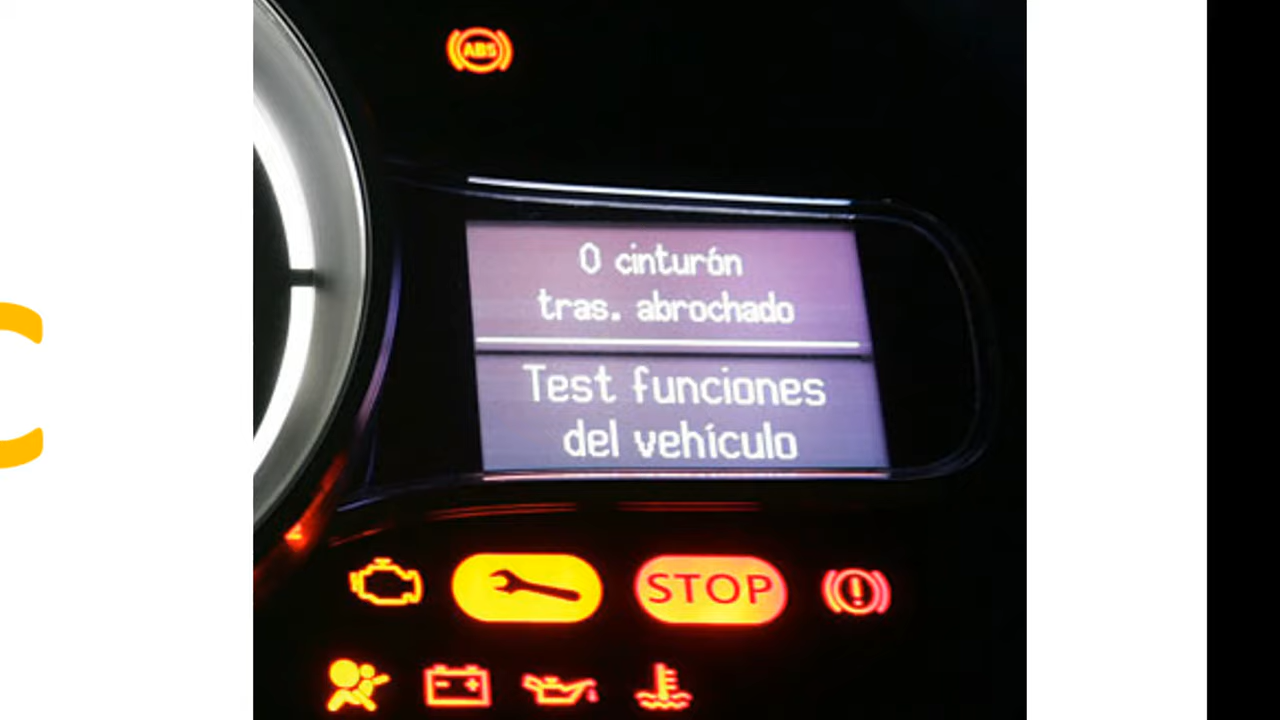 ABS
0 cinturón
tras. abrochado
Test funciones
del vehículo
STOP